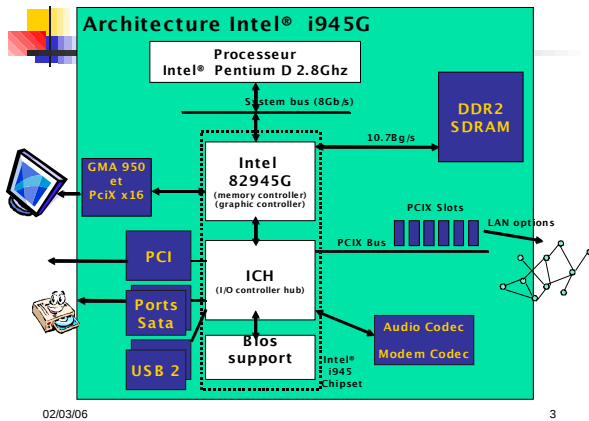 Architecture Intel® i945G
Processeur
Intel® Pentium D 2.8Ghz
System bus (8Gb/s)
DDR2
SDRAM
10.7Bg/s
Intel
82945G
(memory controller)
(graphic controller)
GMA 950
et
PciX x16
PCIX Slots
LAN options
PCIX Bus
PCI
ICH
(I/O controller hub)
Ports
Sata
Audio Codec
Modem Codec
Bios
support
USB 2
Intel®
i945
Chipset
02/03/06
3